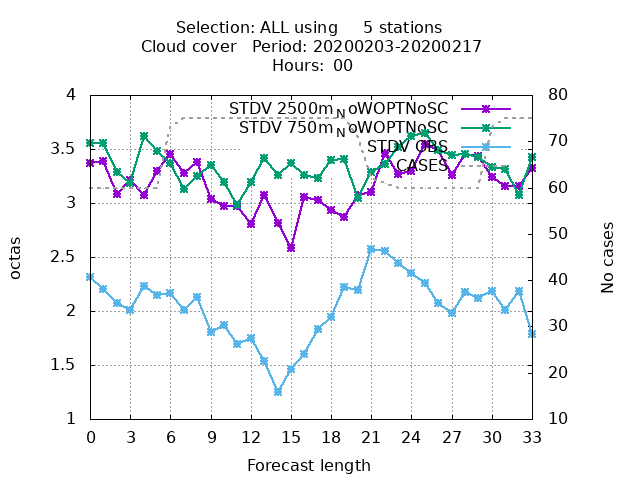 Selection: ALL using     5 stations
Cloud cover   Period: 20200203-20200217
Hours:  00
STDV 2500m_NoWOPTNoSC
STDV 750m_NoWOPTNoSC
STDV OBS
CASES
octas
No cases
4
3.5
3
2.5
2
1.5
1
80
70
60
50
40
30
20
10
0 3 6 9 12 15 18 21 24 27 30 33
Forecast length